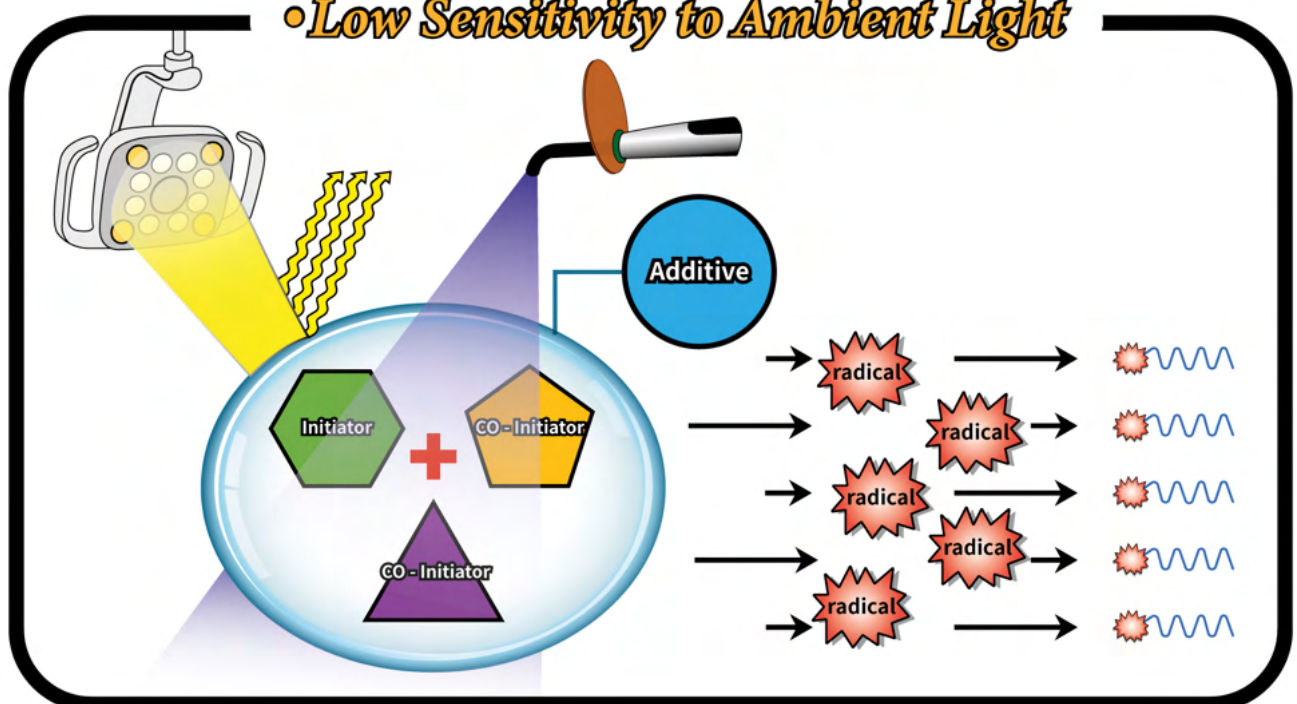 •Low Sensitivity to Ambient Light
Additive
Initiator
CO - Initiator
CO - Initiator
radical
radical
radical
radical
radical